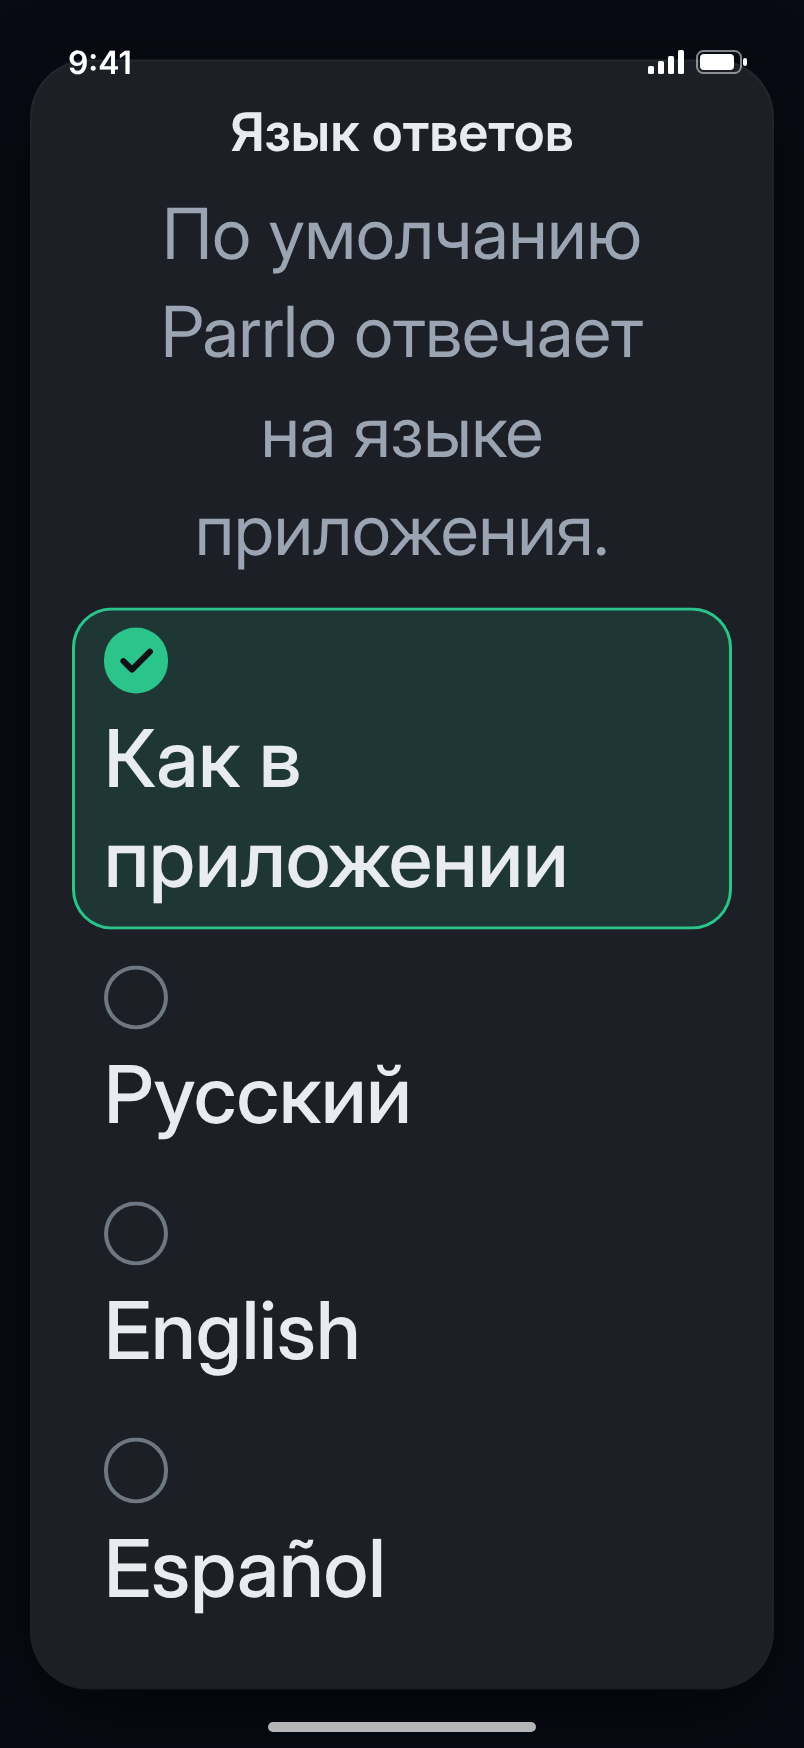 9:41
Язык ответов
По умолчанию
Parrlo отвечает
на языке
приложения.
Как в
приложении
Русский
English
Español